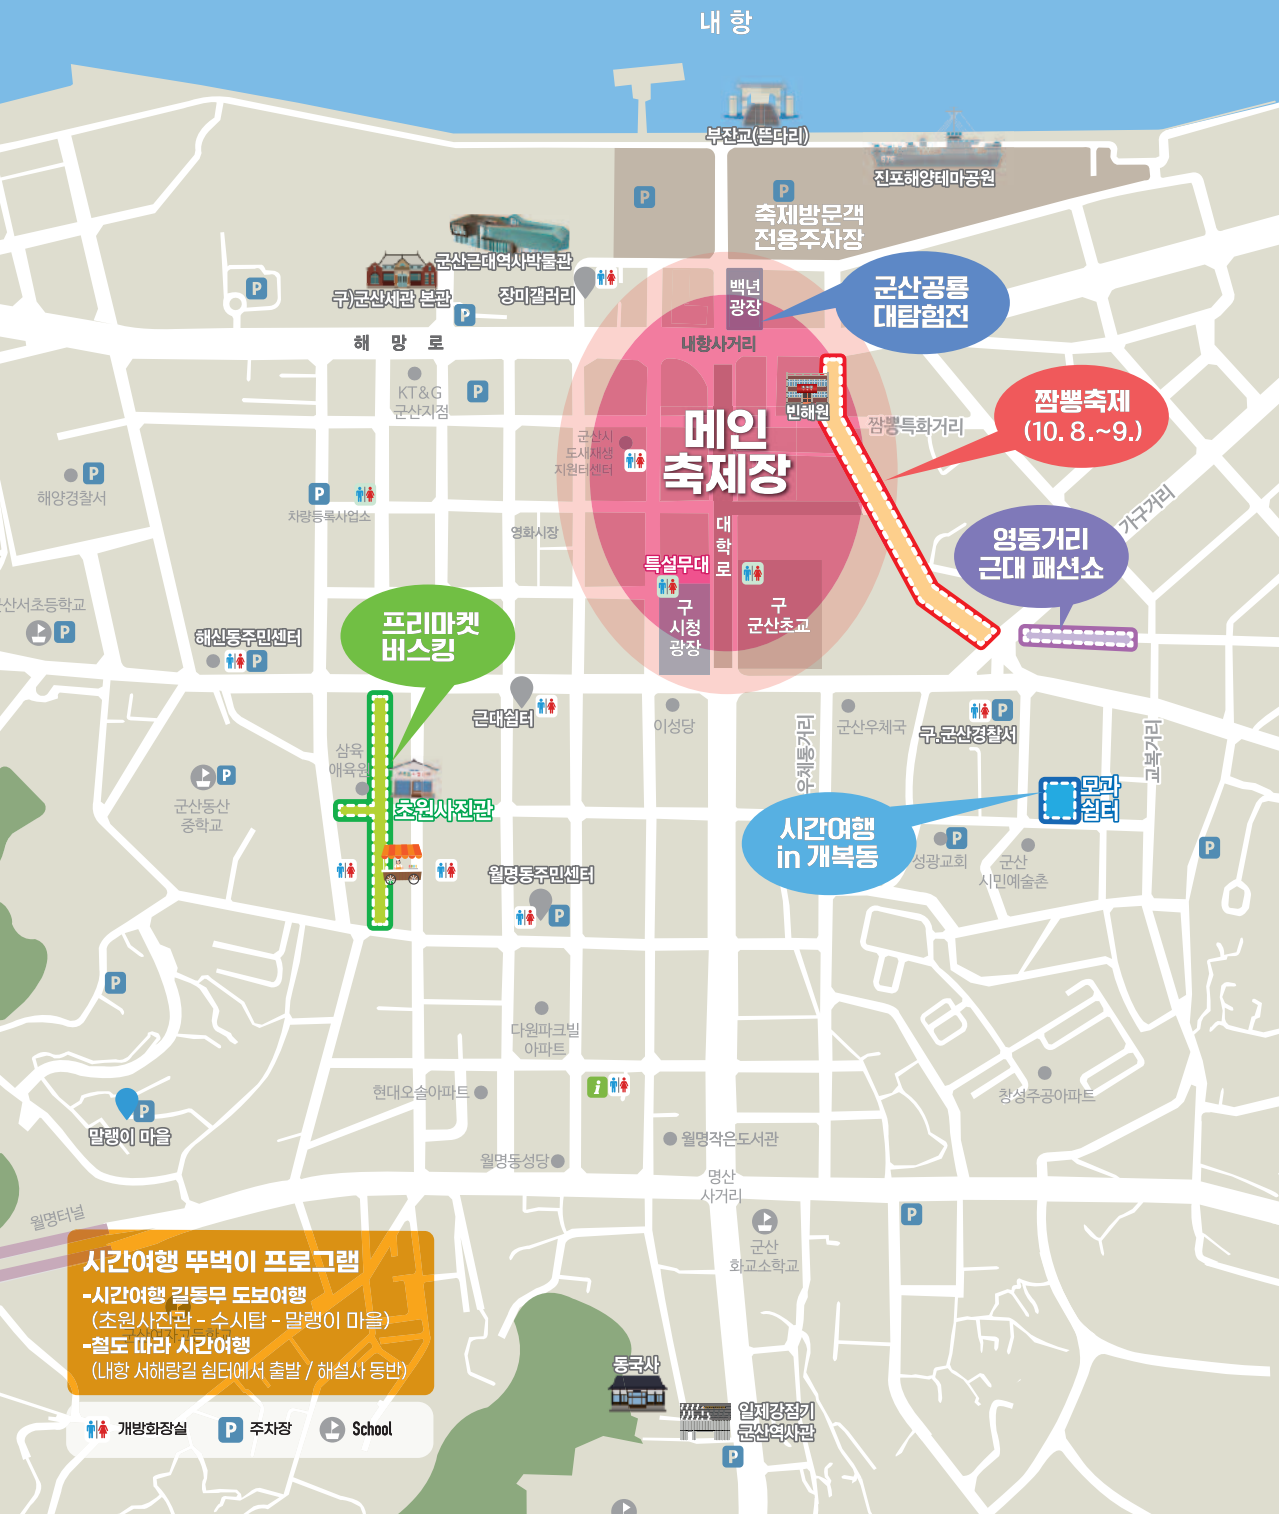 내 항
부잔교(뜬다리)
진포해양테마공원
P
P
축제방문객
전용주차장
군산근대역사박물관
구)군산세관 본관
장미갤러리
P
P
백년
광장
군산공룡
대탐험전
해 망 로
내항사거리
KT&G
군산지점
P
빈해원
짬뽕축제
(10. 8.~9.)
짬뽕특화거리
메인
축제장
군산시
도새재생
지원터센터
P
해양경찰서
P
차량등록사업소
영화시장
대
학
로
가구거리
영동거리
근대 패션쇼
특설무대
구
시청
광장
구
군산초교
군산서초등학교
P
해신동주민센터
P
프리마켓
버스킹
근대쉼터
이성당
군산우체국
우체통거리
P
구.군산경찰서
교복거리
삼육
애육원
초원사진관
P
군산동산
중학교
모과
쉼터
시간여행
in 개복동
P
성광교회
군산
시민예술촌
P
월명동주민센터
P
P
다원파크빌
아파트
현대오솔아파트
i
창성주공아파트
P
말랭이 마을
월명작은도서관
월명동성당
명산
사거리
월명터널
P
군산
화교소학교
시간여행 뚜벅이 프로그램
-시간여행 길동무 도보여행
(초원사진관 - 수시탑 - 말랭이 마을)
군산여자고등학교
-철도 따라 시간여행
(내항 서해랑길 쉼터에서 출발 / 해설사 동반)
개방화장실
P 주차장
School
동국사
일제강점기
군산역사관
P